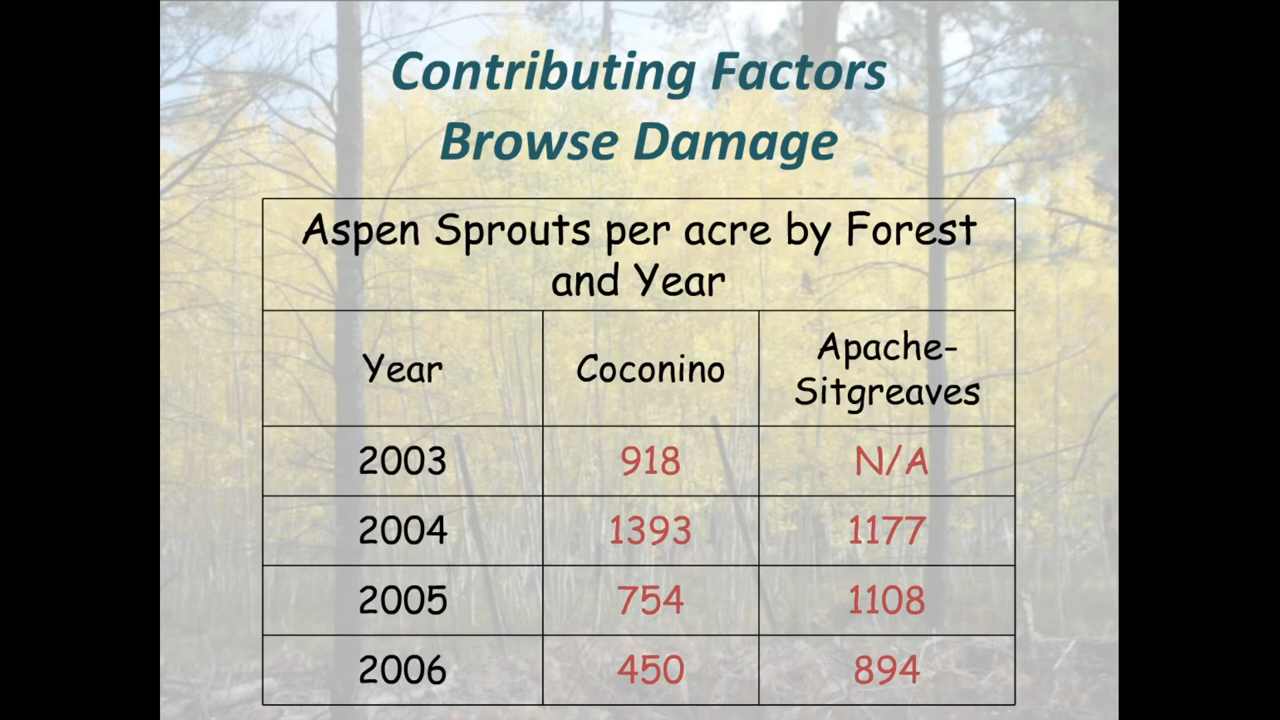 Contributing Factors
Browse Damage
Aspen Sprouts per acre by Forest
and Year
Year Coconino Apache-
Sitgreaves
2003 918 N/A
2004 1393 1177
2005 754 1108
2006 450 894